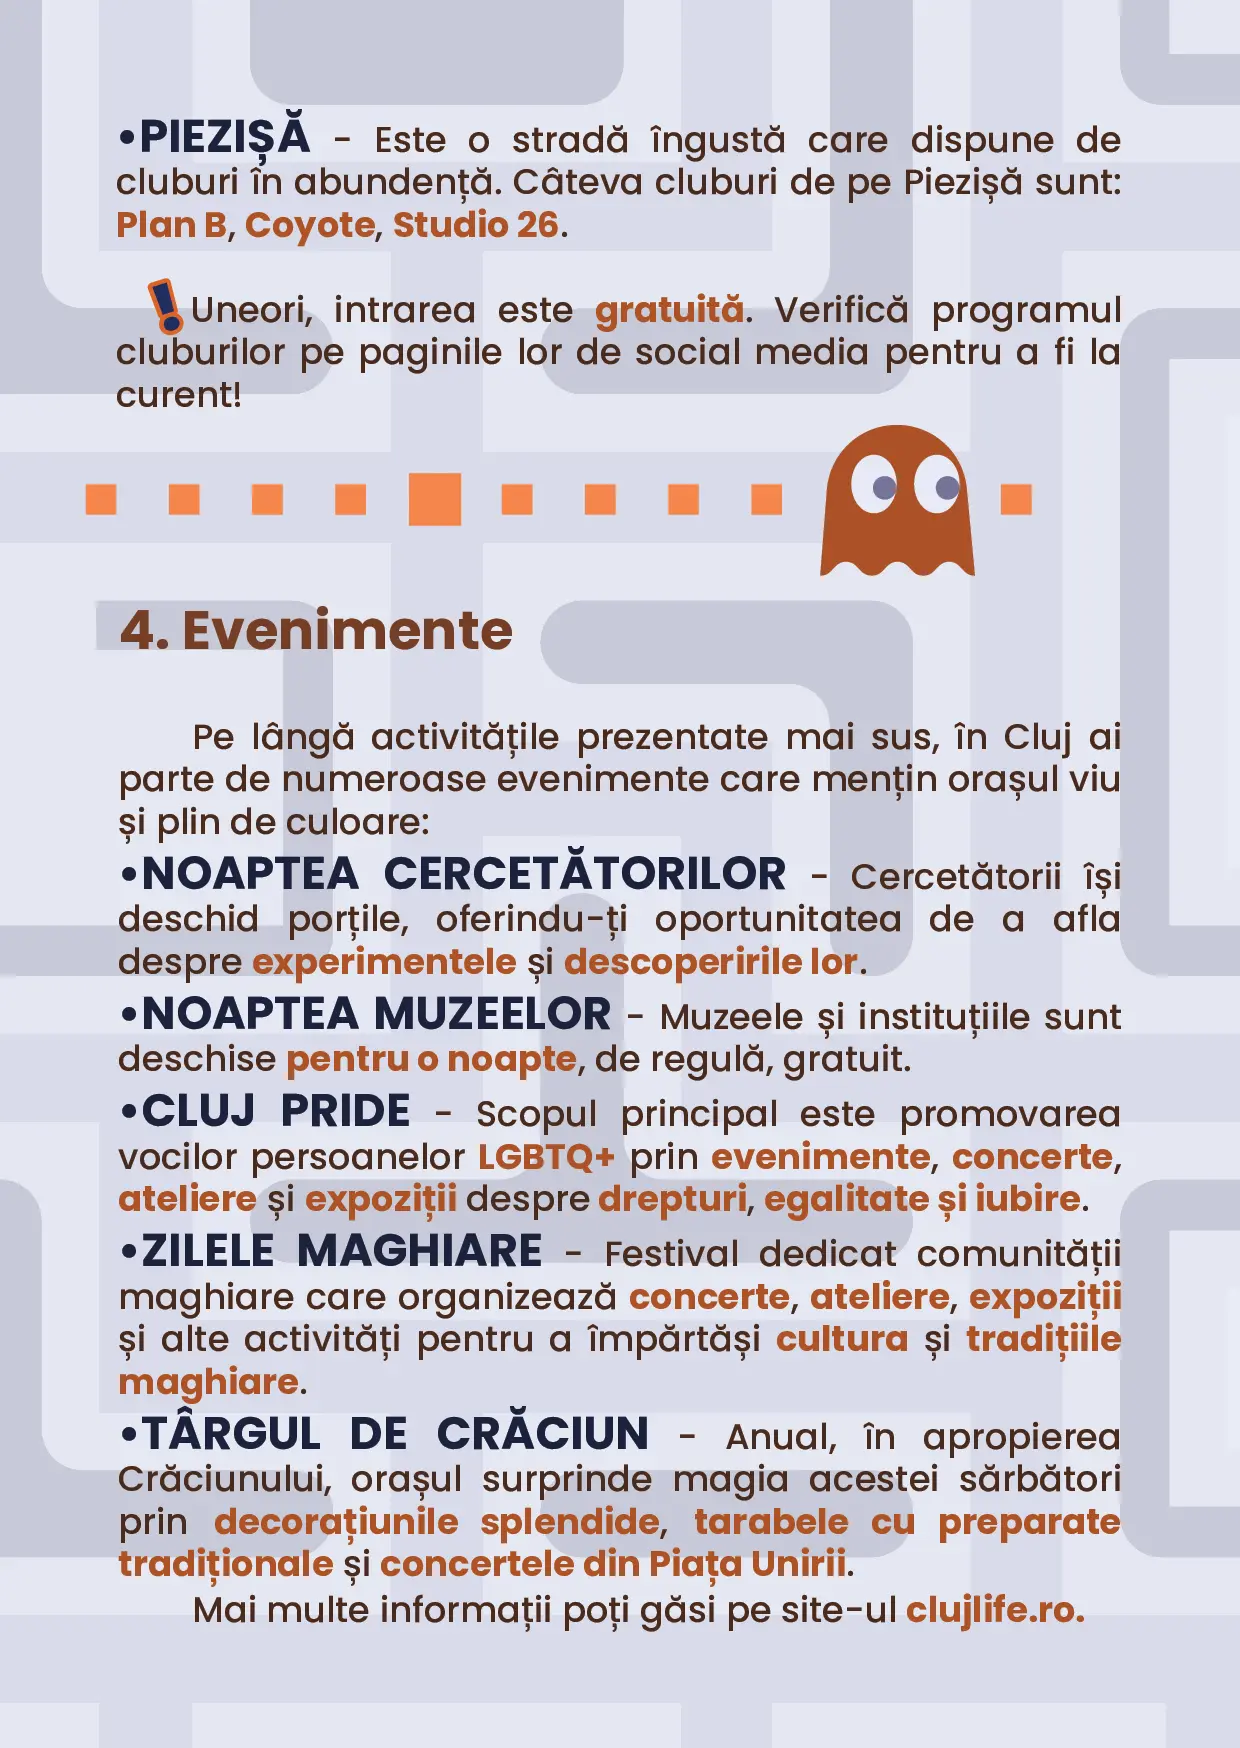 •PIEZIȘĂ - Este o stradă îngustă care dispune de
cluburi în abundență. Câteva cluburi de pe Piezișă sunt:
Plan B, Coyote, Studio 26.
! Uneori, intrarea este gratuită. Verifică programul
cluburilor pe paginile lor de social media pentru a fi la
curent!
4. Evenimente
Pe lângă activitățile prezentate mai sus, în Cluj ai
parte de numeroase evenimente care mențin orașul viu
și plin de culoare:
•NOAPTEA CERCETĂTORILOR - Cercetătorii își
deschid porțile, oferindu-ți oportunitatea de a afla
despre experimentele și descoperirile lor.
•NOAPTEA MUZEELOR - Muzeele și instituțiile sunt
deschise pentru o noapte, de regulă, gratuit.
•CLUJ PRIDE - Scopul principal este promovarea
vocilor persoanelor LGBTQ+ prin evenimente, concerte,
ateliere și expoziții despre drepturi, egalitate și iubire.
•ZILELE MAGHIARE - Festival dedicat comunității
maghiare care organizează concerte, ateliere, expoziții
și alte activități pentru a împărtăși cultura și tradițiile
maghiare.
•TÂRGUL DE CRĂCIUN - Anual, în apropierea
Crăciunului, orașul surprinde magia acestei sărbători
prin decorațiunile splendide, tarabele cu preparate
tradiționale și concertele din Piața Unirii.
Mai multe informații poți găsi pe site-ul clujlife.ro.